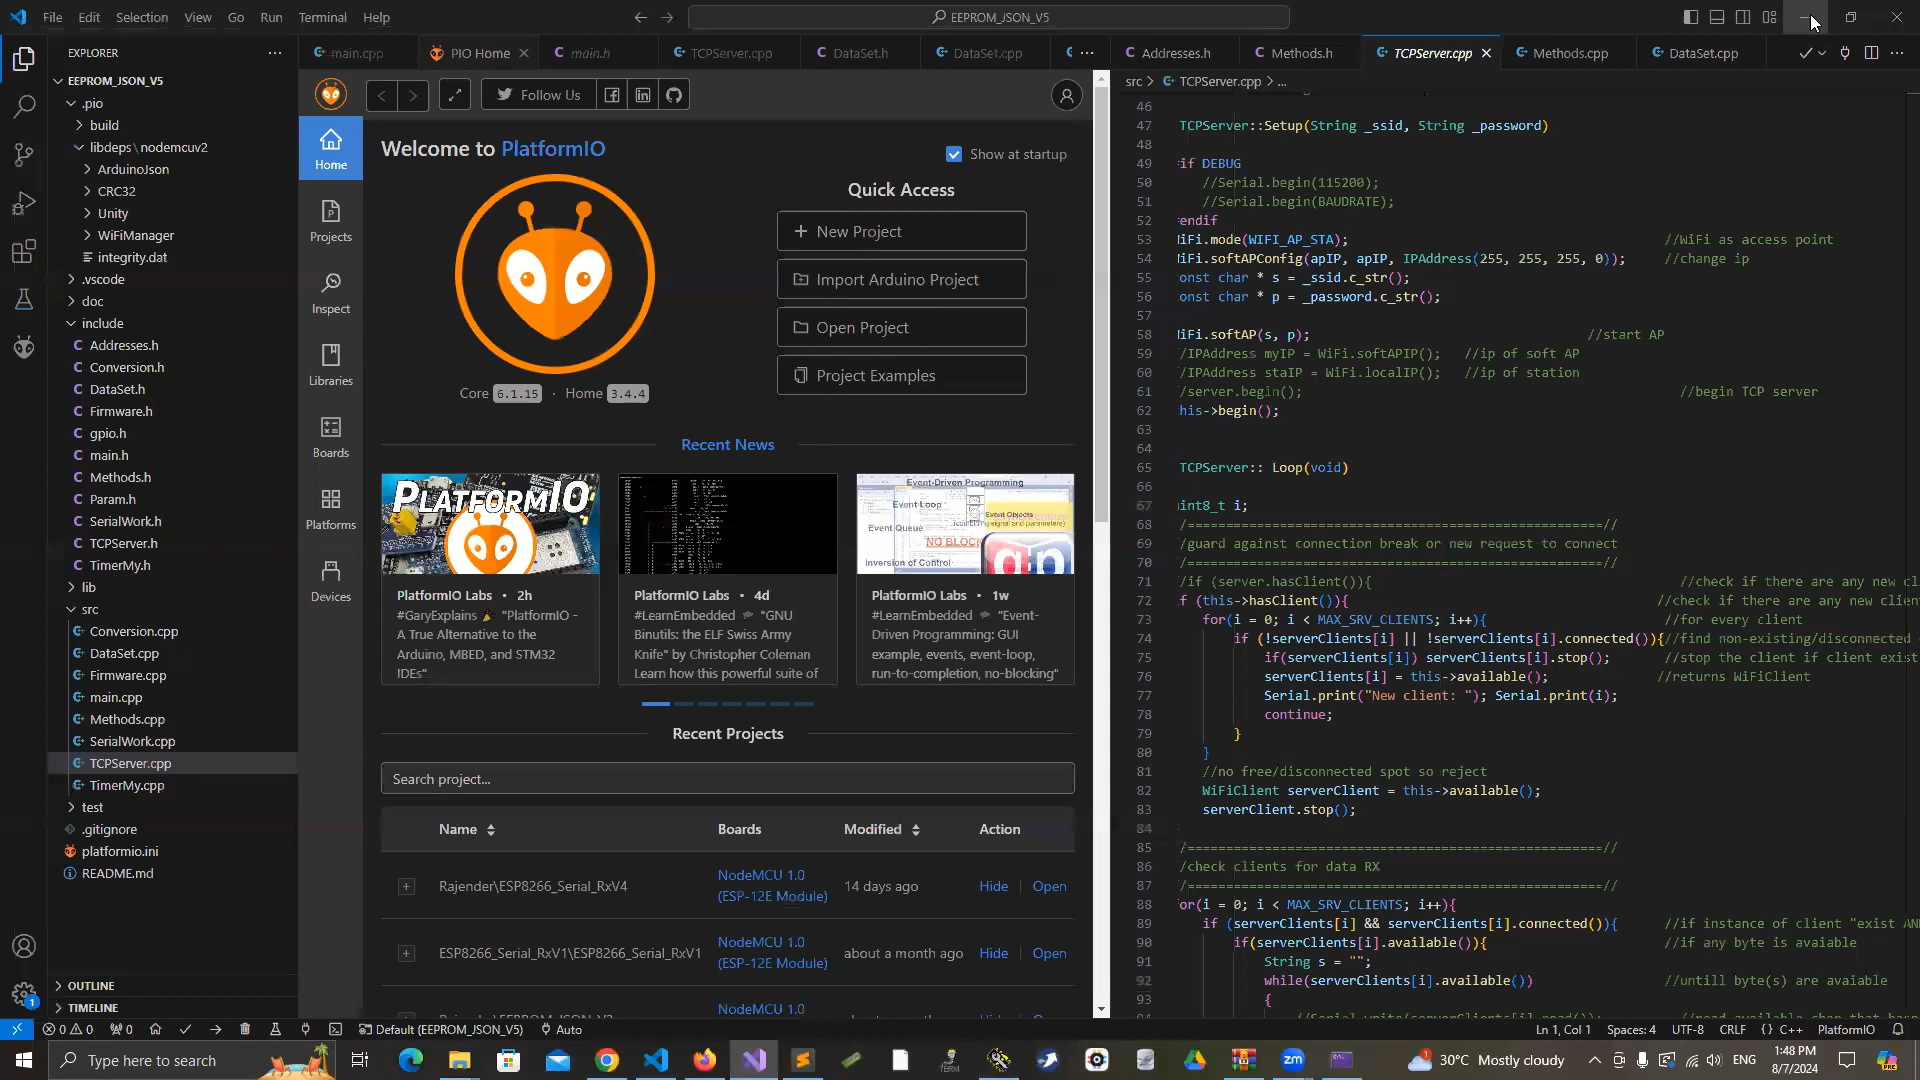 File Edit Selection View Go Run Terminal Help
EEPROM_JSON_V5
EXPLORER
main.cpp
PIO Home
main.h
TCPServer.cpp
DataSet.h
DataSet.cpp
Addresses.h
Methods.h
TCPServer.cpp
Methods.cpp
DataSet.cpp
EEPROM_JSON_V5
.pio
build
libdeps\nodemcuv2
ArduinoJson
CRC32
Unity
WiFiManager
integrity.dat
.vscode
doc
include
Addresses.h
Conversion.h
DataSet.h
Firmware.h
gpio.h
main.h
Methods.h
Param.h
SerialWork.h
TCPServer.h
TimerMy.h
lib
src
Conversion.cpp
DataSet.cpp
Firmware.cpp
main.cpp
Methods.cpp
SerialWork.cpp
TCPServer.cpp
TimerMy.cpp
test
.gitignore
platformio.ini
README.md
OUTLINE
TIMELINE
Follow Us
Home
Projects
Inspect
Libraries
Boards
Platforms
Devices
Welcome to PlatformIO
Show at startup
Quick Access
New Project
Import Arduino Project
Open Project
Project Examples
Core 6.1.15 · Home 3.4.4
Recent News
PLATFORMIO
PlatformIO Labs • 2h
#GaryExplains "PlatformIO -
A True Alternative to the
Arduino, MBED, and STM32
IDEs"
PlatformIO Labs • 4d
#LearnEmbedded "GNU
Binutils: the ELF Swiss Army
Knife" by Christopher Coleman
Learn how this powerful suite of
Event-Driven Programming
Event Loop
Event Objects
Event Queue
NO BLOCK
Inversion of Control
PlatformIO Labs • 1w
#LearnEmbedded "Event-
Driven Programming: GUI
example, events, event-loop,
run-to-completion, no-blocking"
Recent Projects
Search project...
Name Boards Modified Action
Rajender\ESP8266_Serial_RxV4
NodeMCU 1.0
(ESP-12E Module)
14 days ago
Hide | Open
ESP8266_Serial_RxV1\ESP8266_Serial_RxV1
NodeMCU 1.0
(ESP-12E Module)
about a month ago
Hide | Open
NodeMCU 1.0
src > TCPServer.cpp > ...
46
47 TCPServer::Setup(String _ssid, String _password)
48
49 if DEBUG
50 //Serial.begin(115200);
51 //Serial.begin(BAUDRATE);
52 endif
53 iFi.mode(WIFI_AP_STA); //WiFi as access point
54 iFi.softAPConfig(apIP, apIP, IPAddress(255, 255, 255, 0)); //change ip
55 onst char * s = _ssid.c_str();
56 onst char * p = _password.c_str();
57
58 iFi.softAP(s, p); //start AP
59 /IPAddress myIP = WiFi.softAPIP(); //ip of soft AP
60 /IPAddress staIP = WiFi.localIP(); //ip of station
61 /server.begin(); //begin TCP server
62 his->begin();
63
64
65 TCPServer:: Loop(void)
66
67 int8_t i;
68 /======================================================//
69 /guard against connection break or new request to connect
70 /======================================================//
71 /if (server.hasClient()){ //check if there are any new cl
72 f (this->hasClient()){ //check if there are any new clien
73 for(i = 0; i < MAX_SRV_CLIENTS; i++){ //for every client
74 if (!serverClients[i] || !serverClients[i].connected()){//find non-existing/disconnected
75 if(serverClients[i]) serverClients[i].stop(); //stop the client if client exist
76 serverClients[i] = this->available(); //returns WiFiClient
77 Serial.print("New client: "); Serial.print(i);
78 continue;
79 }
80 }
81 //no free/disconnected spot so reject
82 WiFiClient serverClient = this->available();
83 serverClient.stop();
84
85 /======================================================//
86 /check clients for data RX
87 /======================================================//
88 or(i = 0; i < MAX_SRV_CLIENTS; i++){
89 if (serverClients[i] && serverClients[i].connected()){ //if instance of client "exist AN
90 if(serverClients[i].available()){ //if any byte is avaiable
91 String s = "";
92 while(serverClients[i].available()) //untill byte(s) are avaiable
93 {
0 0 0
Default (EEPROM_JSON_V5)
Auto
Ln 1, Col 1
Spaces: 4
UTF-8
CRLF
{} C++
PlatformIO
Type here to search
30°C Mostly cloudy
ENG
1:48 PM
8/7/2024